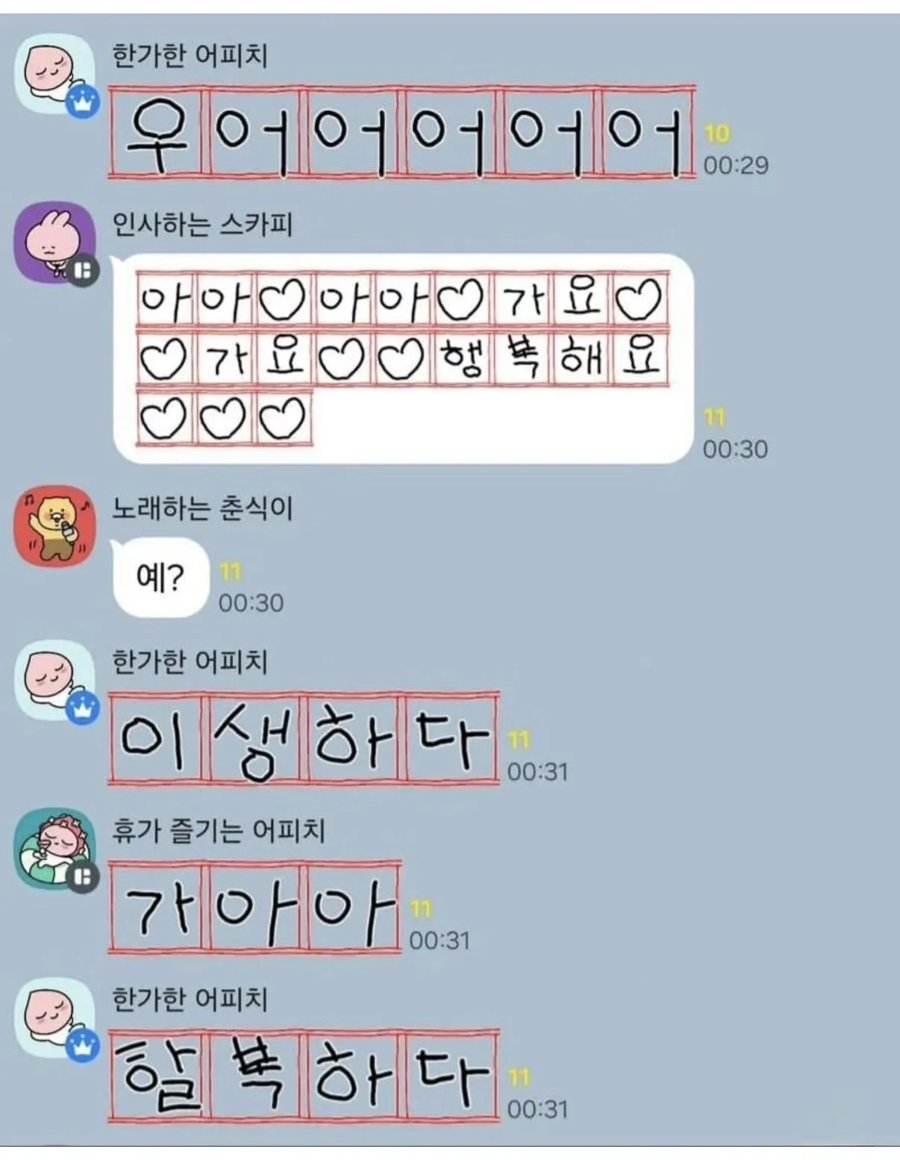 한가한 어피치
우어어어어어
10
00:29
인사하는 스카피
아아♡아아♡가요♡
♡가요♡♡행복해요
♡♡♡
11
00:30
노래하는 춘식이
예?
11
00:30
한가한 어피치
이생하다
11
00:31
휴가 즐기는 어피치
가아아
11
00:31
한가한 어피치
탈복하다
11
00:31